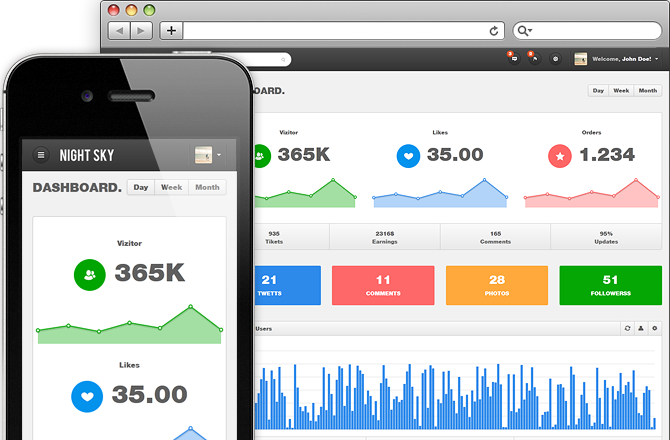 Welcome, John Doe!
OARD.
Day Week Month
Vizitor
365K
Likes
35.00
Orders
1.234
935
Tikets
2316$
Earnings
165
Comments
95%
Updates
21
TWETTS
11
COMMENTS
28
PHOTOS
51
FOLLOWERSS
Users
NIGHT SKY
DASHBOARD.
Day Week Month
Vizitor
365K
Likes
35.00